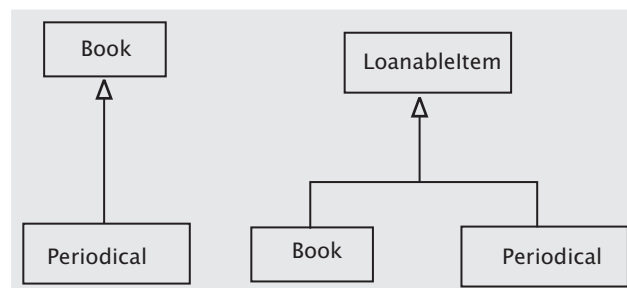 Book
LoanableItem
Periodical
Book
Periodical